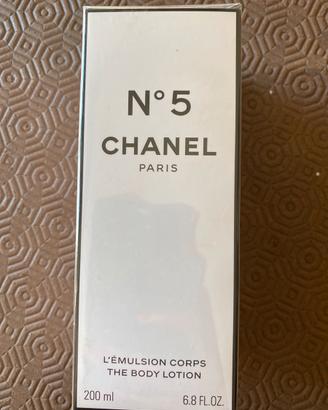 N°5
CHANEL
PARIS
L'ÉMULSION CORPS
THE BODY LOTION
200 ml 6.8 FL.OZ.